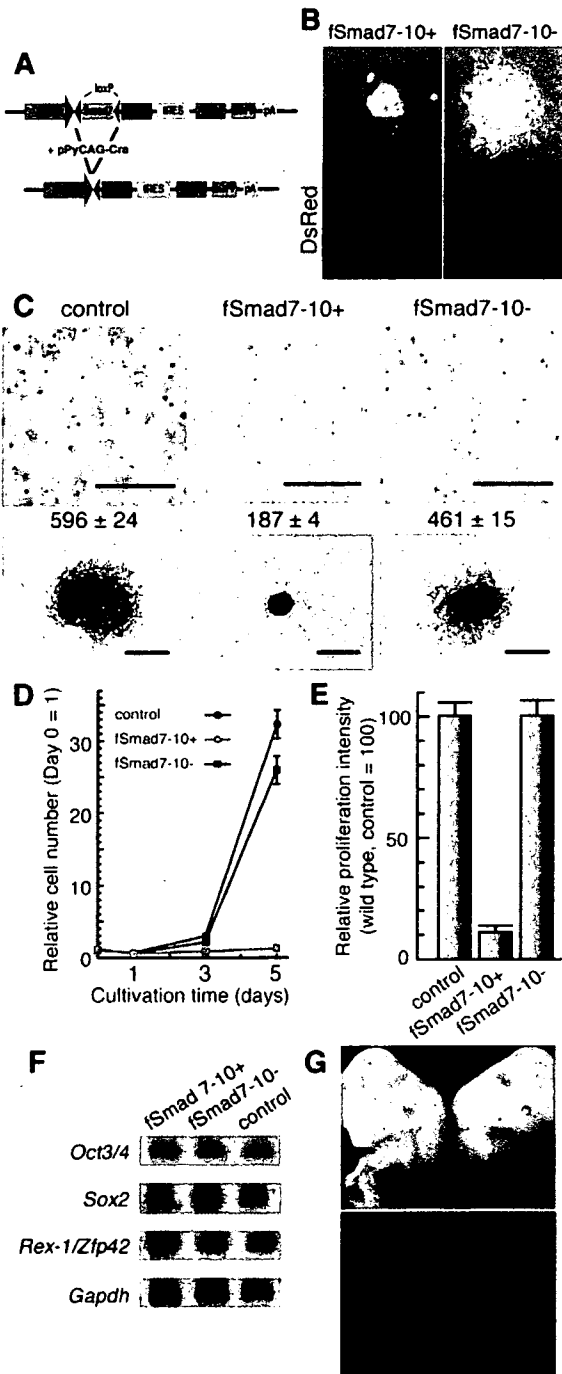 A
loxP
IRES
pA
+ pPyCAG-Cre
IRES
pA
B
fSmad7-10+ fSmad7-10-
DsRed
C
control fSmad7-10+ fSmad7-10-
596 ± 24 187 ± 4 461 ± 15
D
Relative cell number (Day 0 = 1)
30
20
10
0
control
fSmad7-10+
fSmad7-10-
1 3 5
Cultivation time (days)
E
Relative proliferation intensity
(wild type, control = 100)
100
50
0
control
fSmad7-10+
fSmad7-10-
F
fSmad 7-10+
fSmad7-10-
control
Oct3/4
Sox2
Rex-1/Zfp42
Gapdh
G